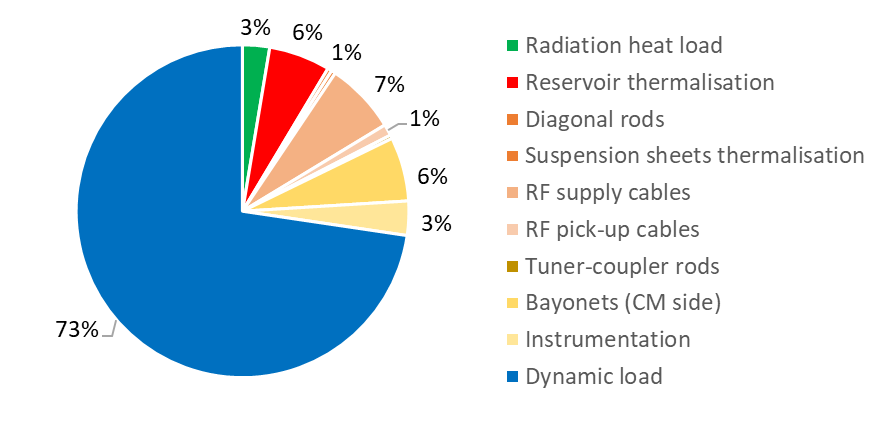 3%
6%
1%
7%
1%
6%
3%
73%
Radiation heat load
Reservoir thermalisation
Diagonal rods
Suspension sheets thermalisation
RF supply cables
RF pick-up cables
Tuner-coupler rods
Bayonets (CM side)
Instrumentation
Dynamic load